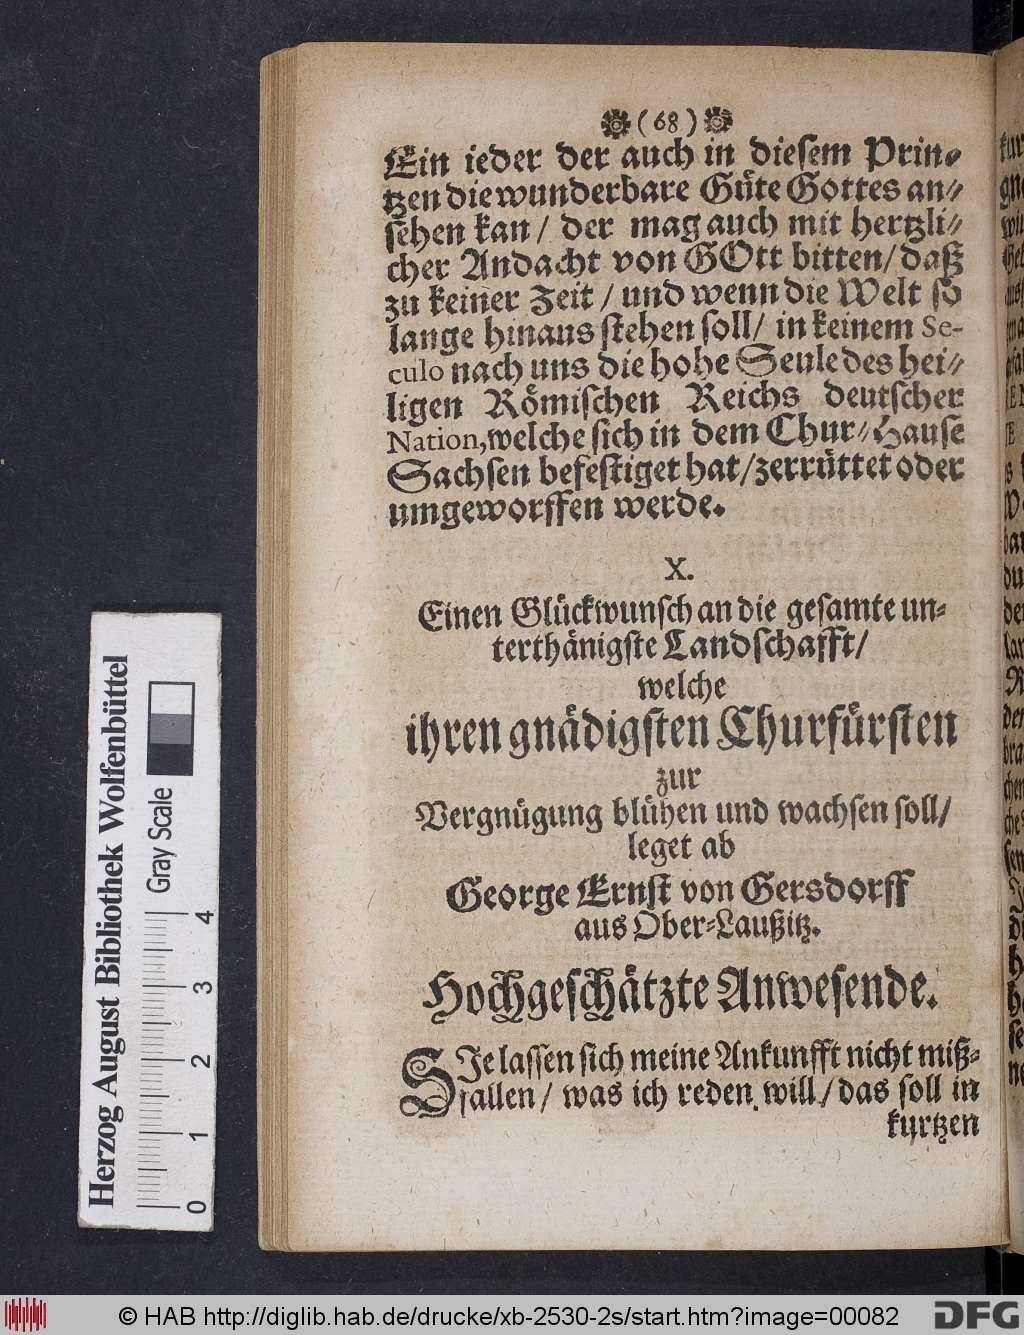 (68)
Ein ieder der auch in diesem Prin-
tzen die wunderbare Güte Gottes an-
sehen kan / der mag auch mit hertzli-
cher Andacht von GOtt bitten / daß
zu keiner Zeit / und wenn die Welt so
lange hinaus stehen soll / in keinem Se-
culo nach uns die hohe Seule des hei-
ligen Römischen Reichs deutscher
Nation, welche sich in dem Chur-Hause
Sachsen befestiget hat / zerrüttet oder
umgeworffen werde.
X.
Einen Glückwunsch an die gesamte un-
terthänigste Landschafft /
welche
ihren gnädigsten Churfürsten
zur
Vergnügung blühen und wachsen soll /
leget ab
George Ernst von Gersdorff
aus Ober-Laußitz.
Hochgeschätzte Anwesende.
SJe lassen sich meine Ankunfft nicht miß-
fallen / was ich reden will / das soll in
kurtzen
Herzog August Bibliothek Wolfenbüttel
Gray Scale
0 1 2 3 4
© HAB http://diglib.hab.de/drucke/xb-2530-2s/start.htm?image=00082
DFG